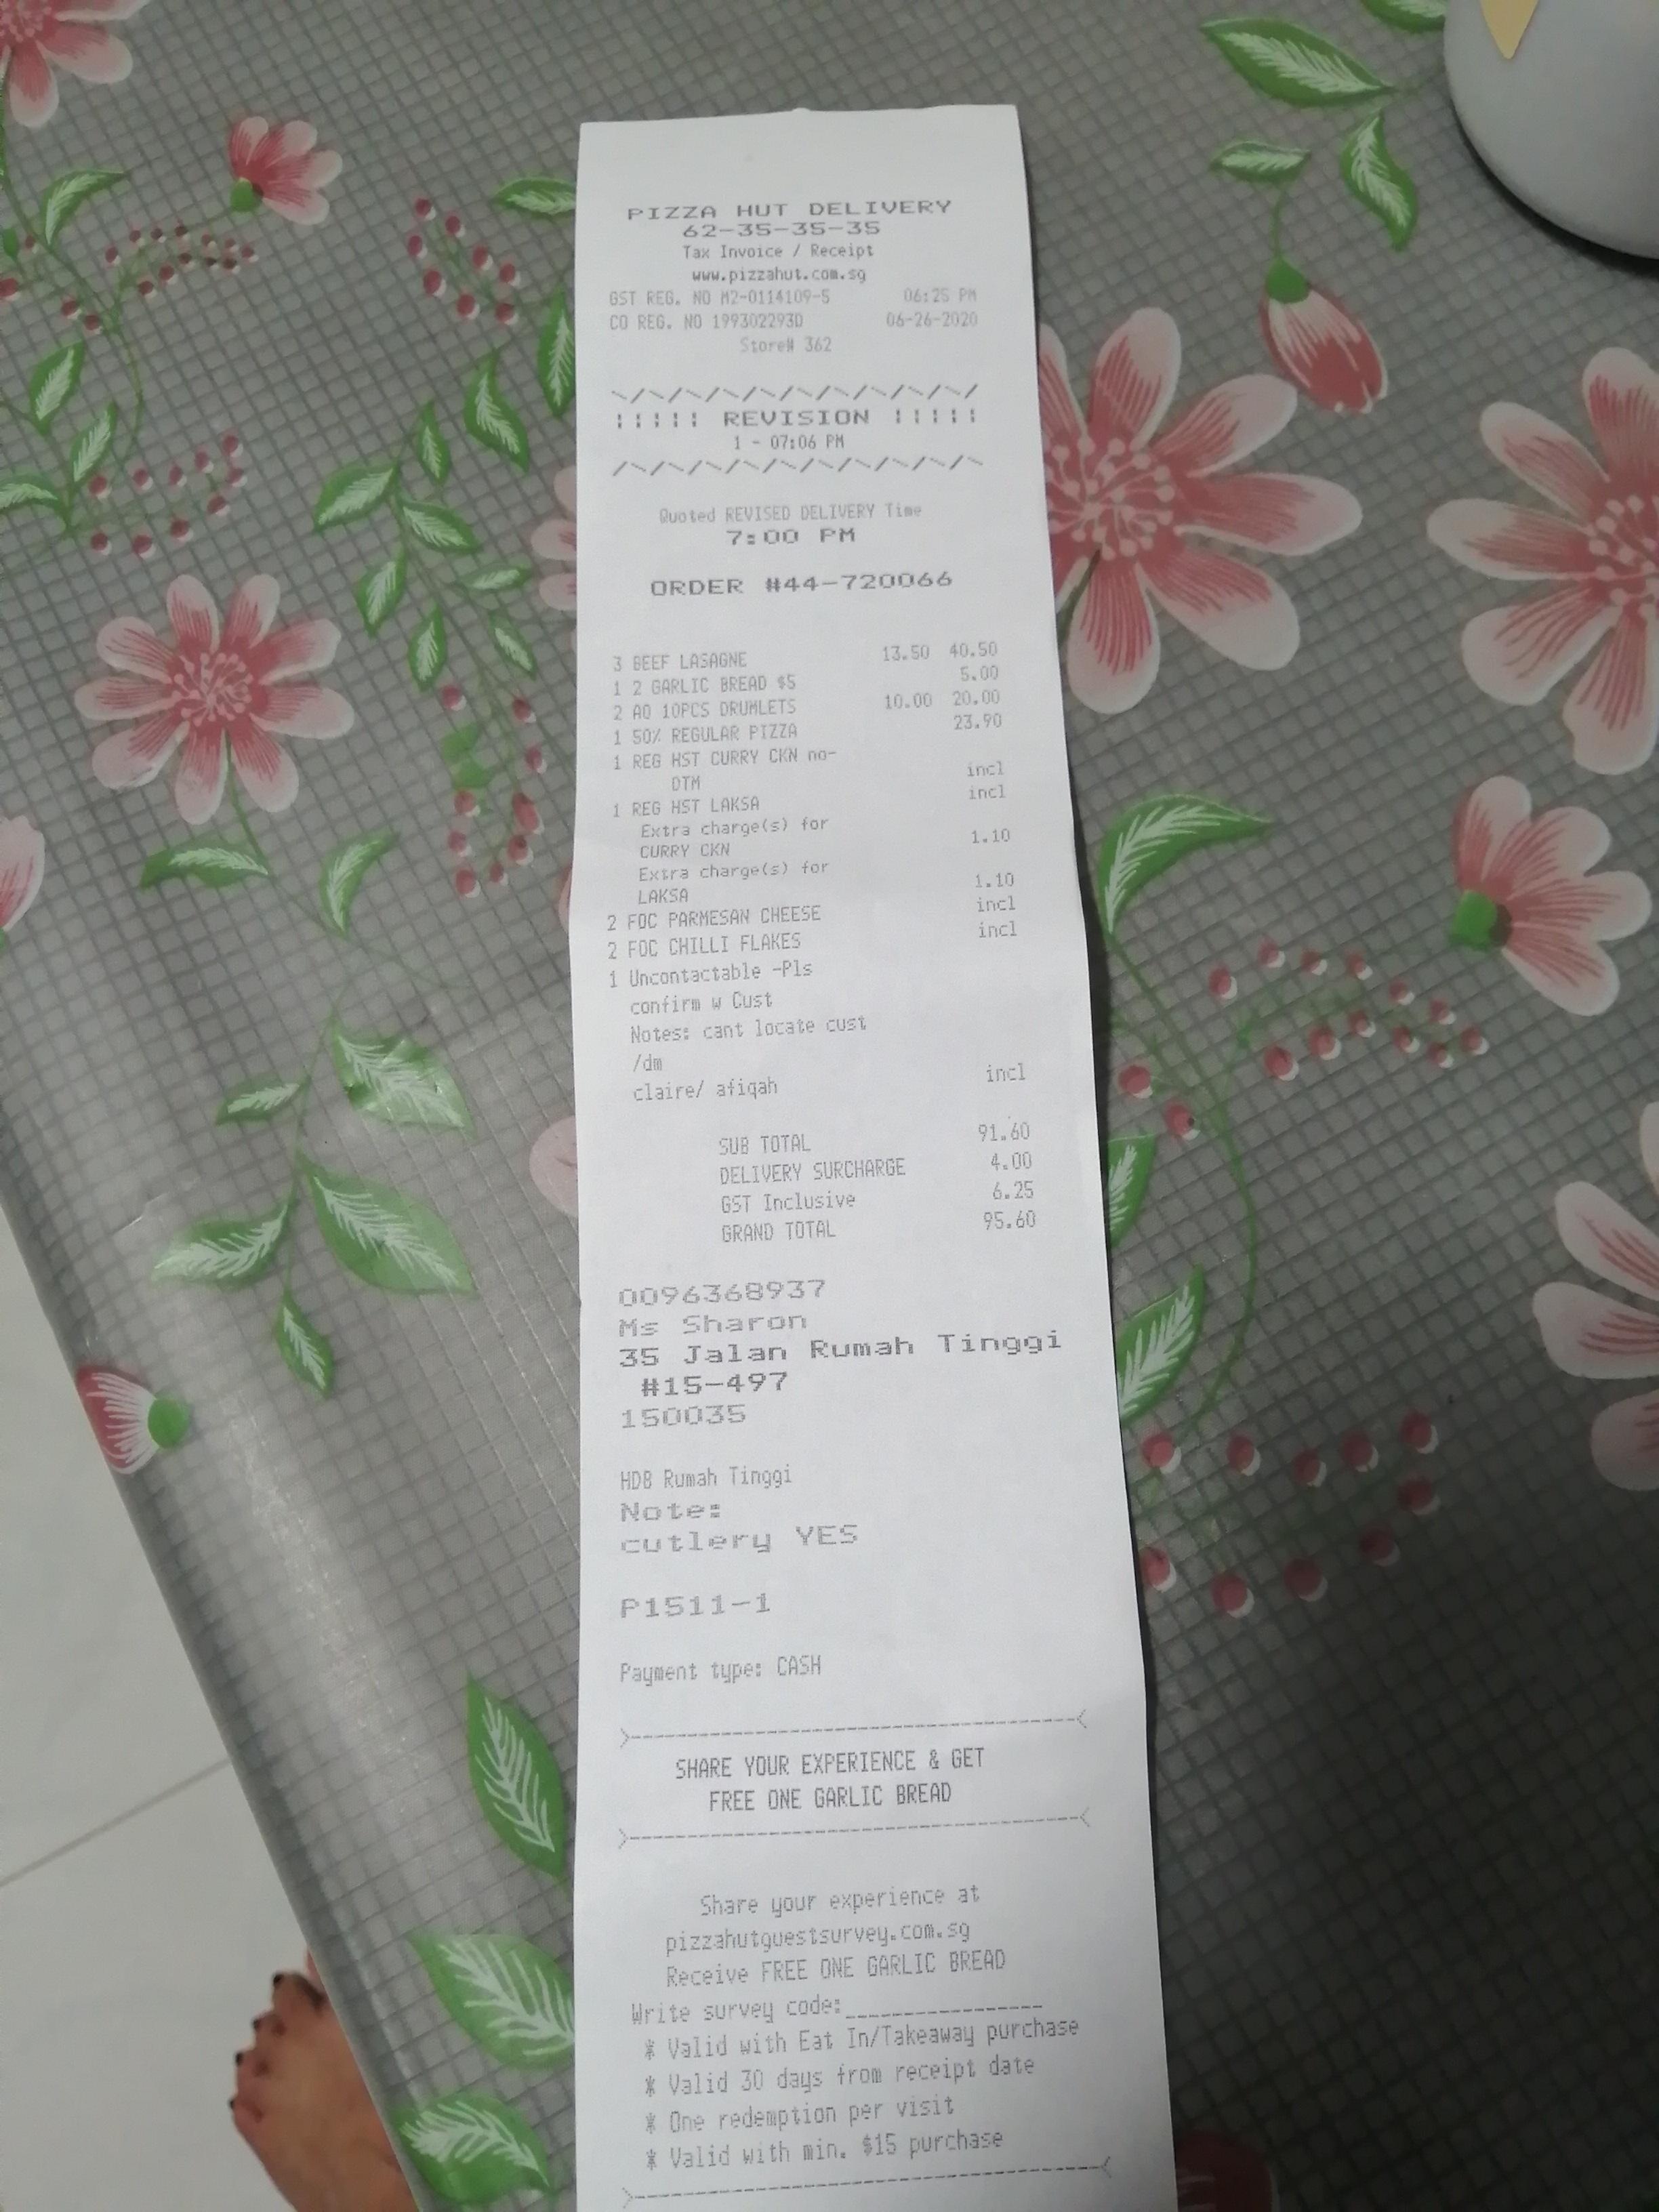 PIZZA HUT DELIVERY
62-35-35-35
Tax Invoice / Receipt
www.pizzahut.com.sg
GST REG. NO M2-0114109-5 06:25 PM
CO REG. NO 199302293D 06-26-2020
Store# 362
\/\/\/\/\/\/\/\/\/\/
¦¦¦¦¦ REVISION ¦¦¦¦¦
1 - 07:06 PM
/\/\/\/\/\/\/\/\/\/\
Quoted REVISED DELIVERY Time
7:00 PM
ORDER #44-720066
3 BEEF LASAGNE 13.50 40.50
1 2 GARLIC BREAD $5 5.00
2 AO 10PCS DRUMLETS 10.00 20.00
1 50% REGULAR PIZZA 23.90
1 REG HST CURRY CKN no-
DTM incl
1 REG HST LAKSA incl
Extra charge(s) for
CURRY CKN 1.10
Extra charge(s) for
LAKSA 1.10
2 FOC PARMESAN CHEESE incl
2 FOC CHILLI FLAKES incl
1 Uncontactable -Pls
confirm w Cust
Notes: cant locate cust
/dm
claire/ afiqah incl
SUB TOTAL 91.60
DELIVERY SURCHARGE 4.00
GST Inclusive 6.25
GRAND TOTAL 95.60
0096368937
Ms Sharon
35 Jalan Rumah Tinggi
#15-497
150035
HDB Rumah Tinggi
Note:
cutlery YES
P1511-1
Payment type: CASH
>---------------------------------------<
SHARE YOUR EXPERIENCE & GET
FREE ONE GARLIC BREAD
>---------------------------------------<
Share your experience at
pizzahutguestsurvey.com.sg
Receive FREE ONE GARLIC BREAD
Write survey code:_________________
* Valid with Eat In/Takeaway purchase
* Valid 30 days from receipt date
* One redemption per visit
* Valid with min. $15 purchase
>---------------------------------------<